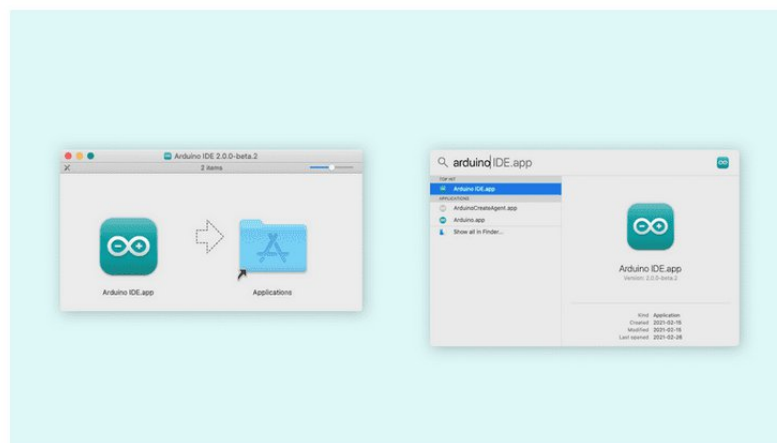 Arduino IDE 2.0.0-beta.2
2 items
Arduino IDE.app
Applications
arduino IDE.app
TOP HIT
Arduino IDE.app
APPLICATIONS
ArduinoCreateAgent.app
Arduino.app
Show all in Finder...
Arduino IDE.app
Version: 2.0.0-beta.2
Kind Application
Created 2021-02-15
Modified 2021-02-15
Last opened 2021-02-26